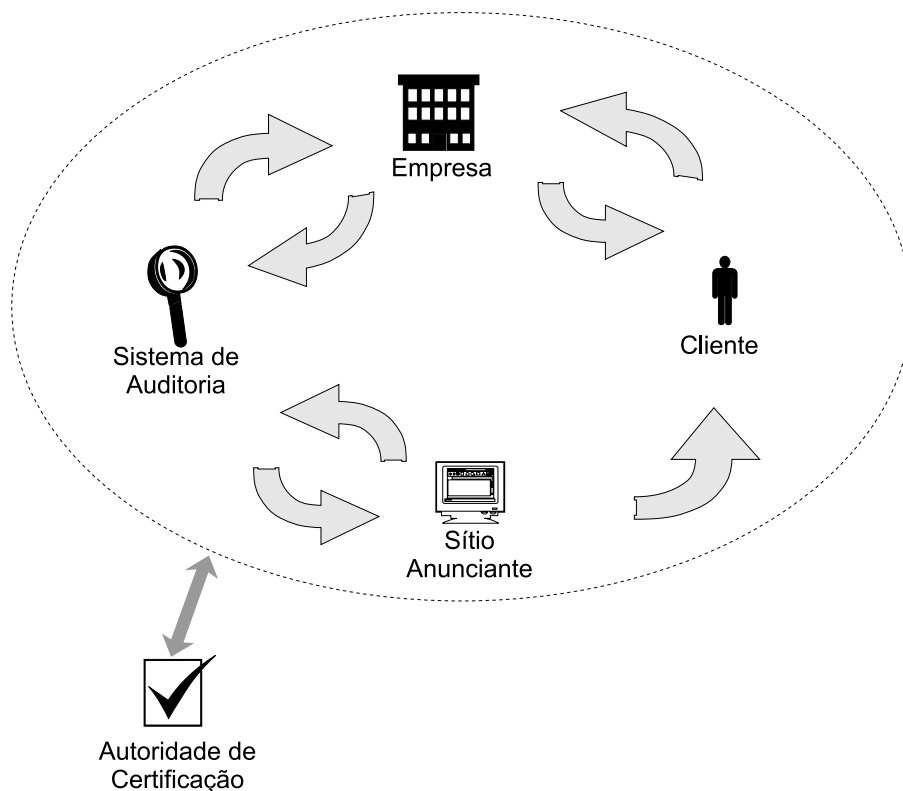 Empresa
Sistema de
Auditoria
Cliente
Sítio
Anunciante
Autoridade de
Certificação